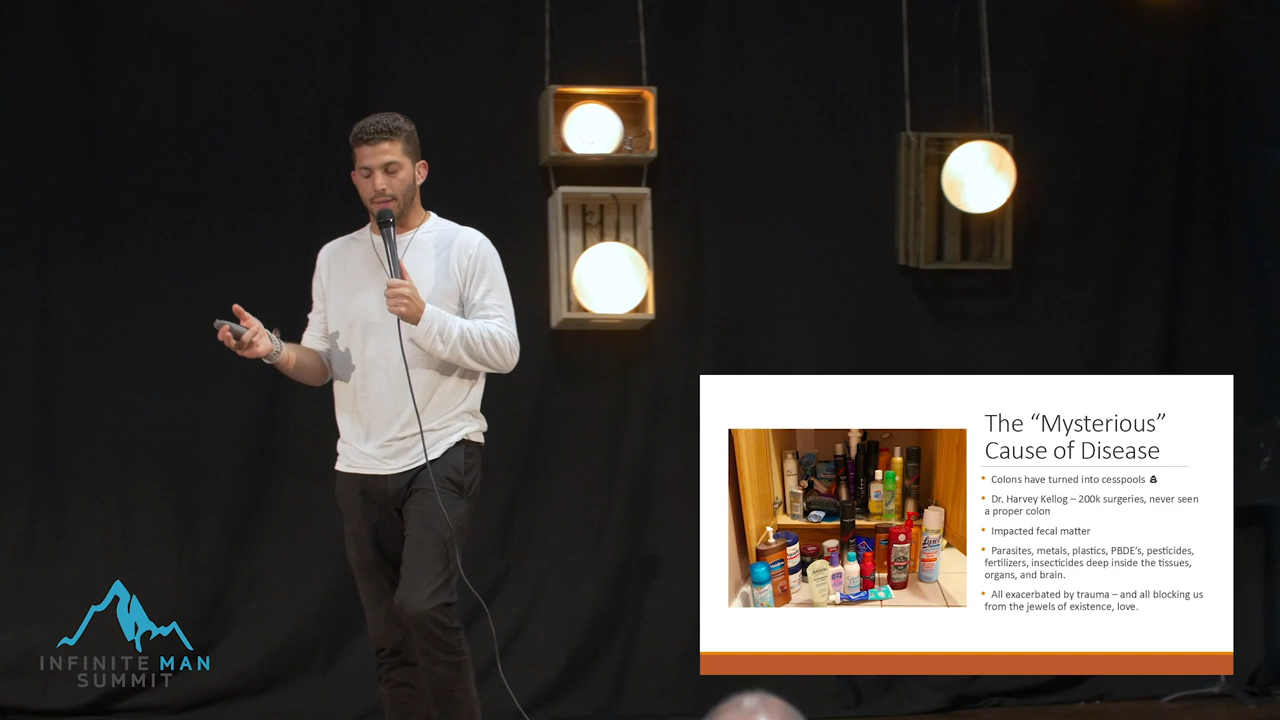 The “Mysterious”
Cause of Disease
• Colons have turned into cesspools 💩
• Dr. Harvey Kellog – 200k surgeries, never seen
a proper colon
• Impacted fecal matter
• Parasites, metals, plastics, PBDE’s, pesticides,
fertilizers, insecticides deep inside the tissues,
organs, and brain.
• All exacerbated by trauma – and all blocking us
from the jewels of existence, love.
Lysol
INFINITE MAN
SUMMIT